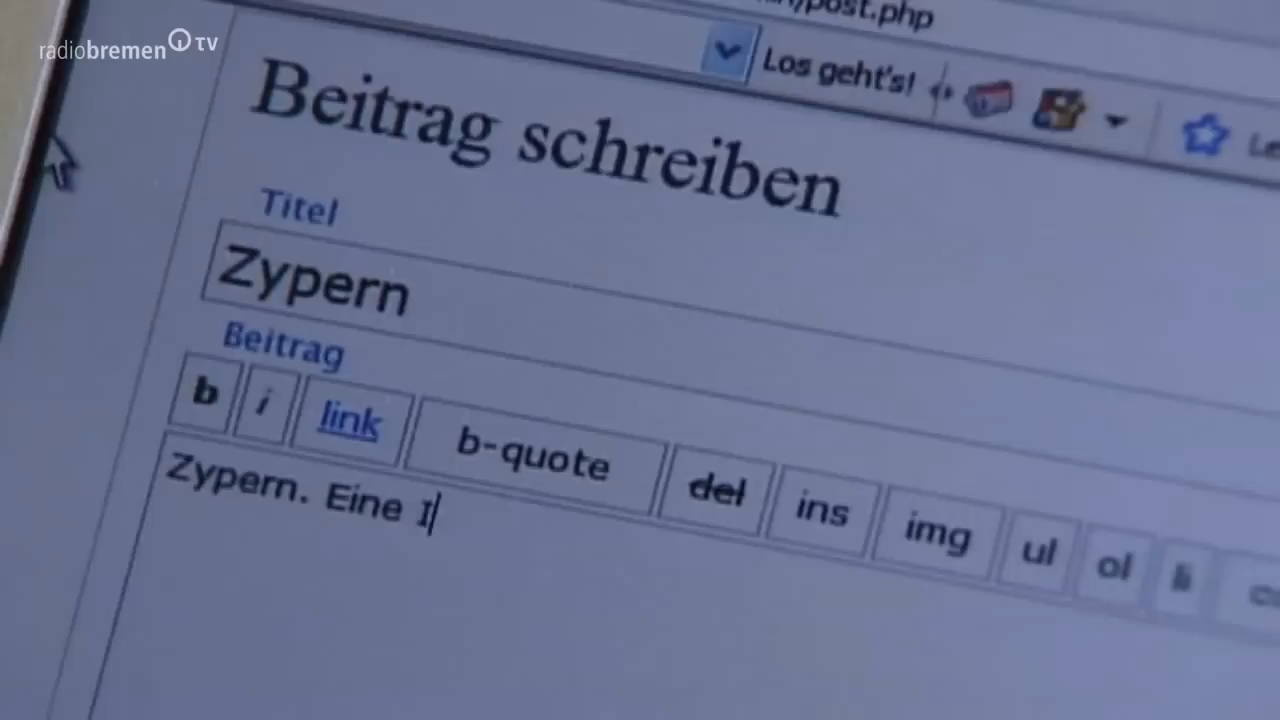 radiobremen TV
post.php
Los geht's!
Beitrag schreiben
Titel
Zypern
Beitrag
b i link b-quote del ins img ul ol li
Zypern. Eine I